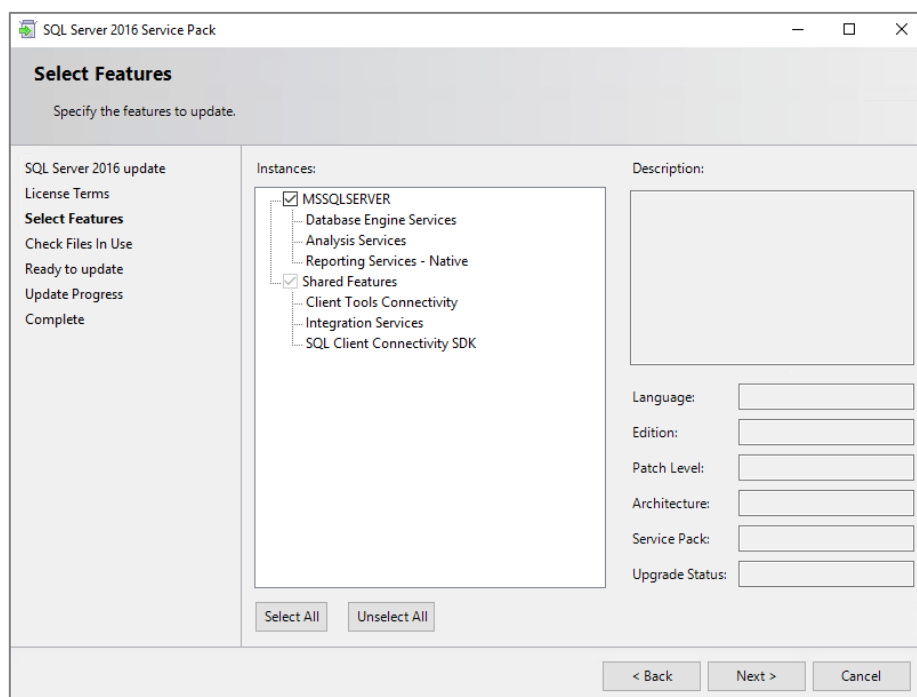 SQL Server 2016 Service Pack
Select Features
Specify the features to update.
SQL Server 2016 update
License Terms
Select Features
Check Files In Use
Ready to update
Update Progress
Complete
Instances:
MSSQLSERVER
Database Engine Services
Analysis Services
Reporting Services - Native
Shared Features
Client Tools Connectivity
Integration Services
SQL Client Connectivity SDK
Select All
Unselect All
Description:
Language:
Edition:
Patch Level:
Architecture:
Service Pack:
Upgrade Status:
< Back
Next >
Cancel